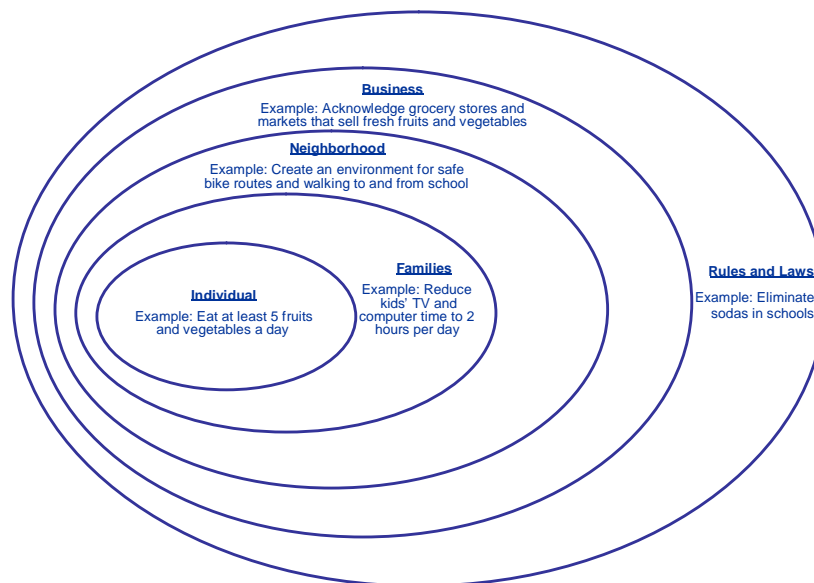 Business
Example: Acknowledge grocery stores and
markets that sell fresh fruits and vegetables
Neighborhood
Example: Create an environment for safe
bike routes and walking to and from school
Families
Example: Reduce
kids' TV and
computer time to 2
hours per day
Individual
Example: Eat at least 5 fruits
and vegetables a day
Rules and Laws
Example: Eliminate
sodas in schools